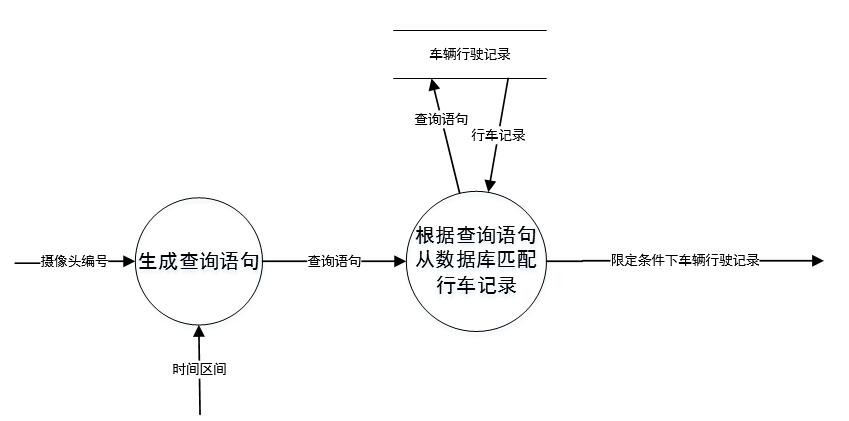 车辆行驶记录
查询语句
行车记录
摄像头编号
生成查询语句
查询语句
根据查询语句
从数据库匹配
行车记录
限定条件下车辆行驶记录
时间区间